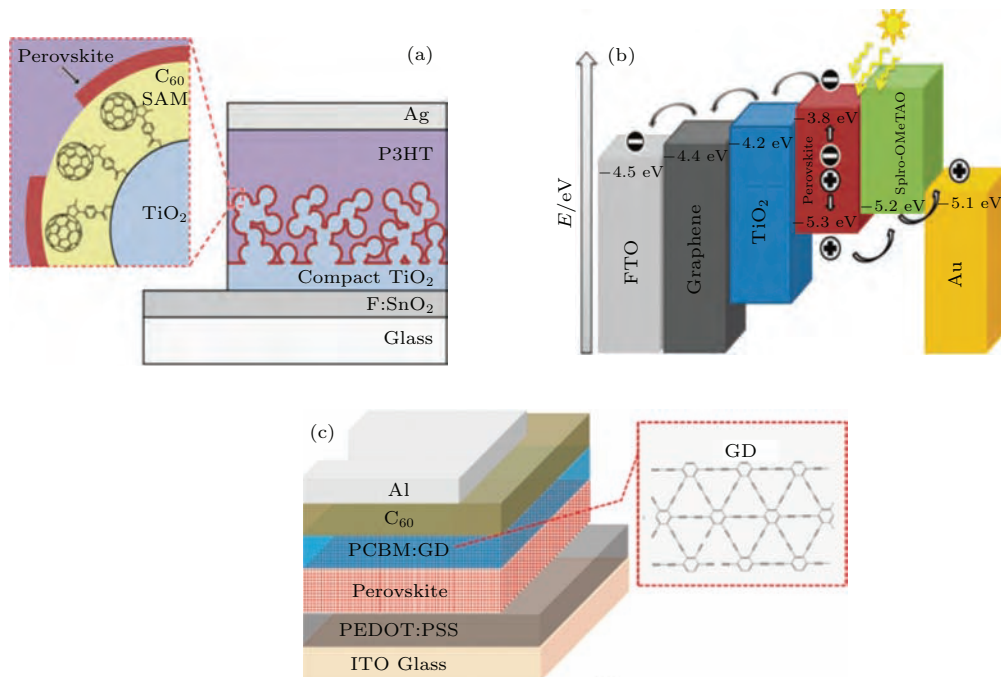 (a)
Perovskite
C₆₀
SAM
TiO₂
Ag
P3HT
Compact TiO₂
F:SnO₂
Glass
(b)
E/eV
-4.5 eV
FTO
-4.4 eV
Graphene
-4.2 eV
TiO₂
-3.8 eV
Perovskite
-5.3 eV
Splro-OMeTAO
-5.2 eV
-5.1 eV
Au
(c)
Al
C₆₀
PCBM:GD
Perovskite
PEDOT:PSS
ITO Glass
GD